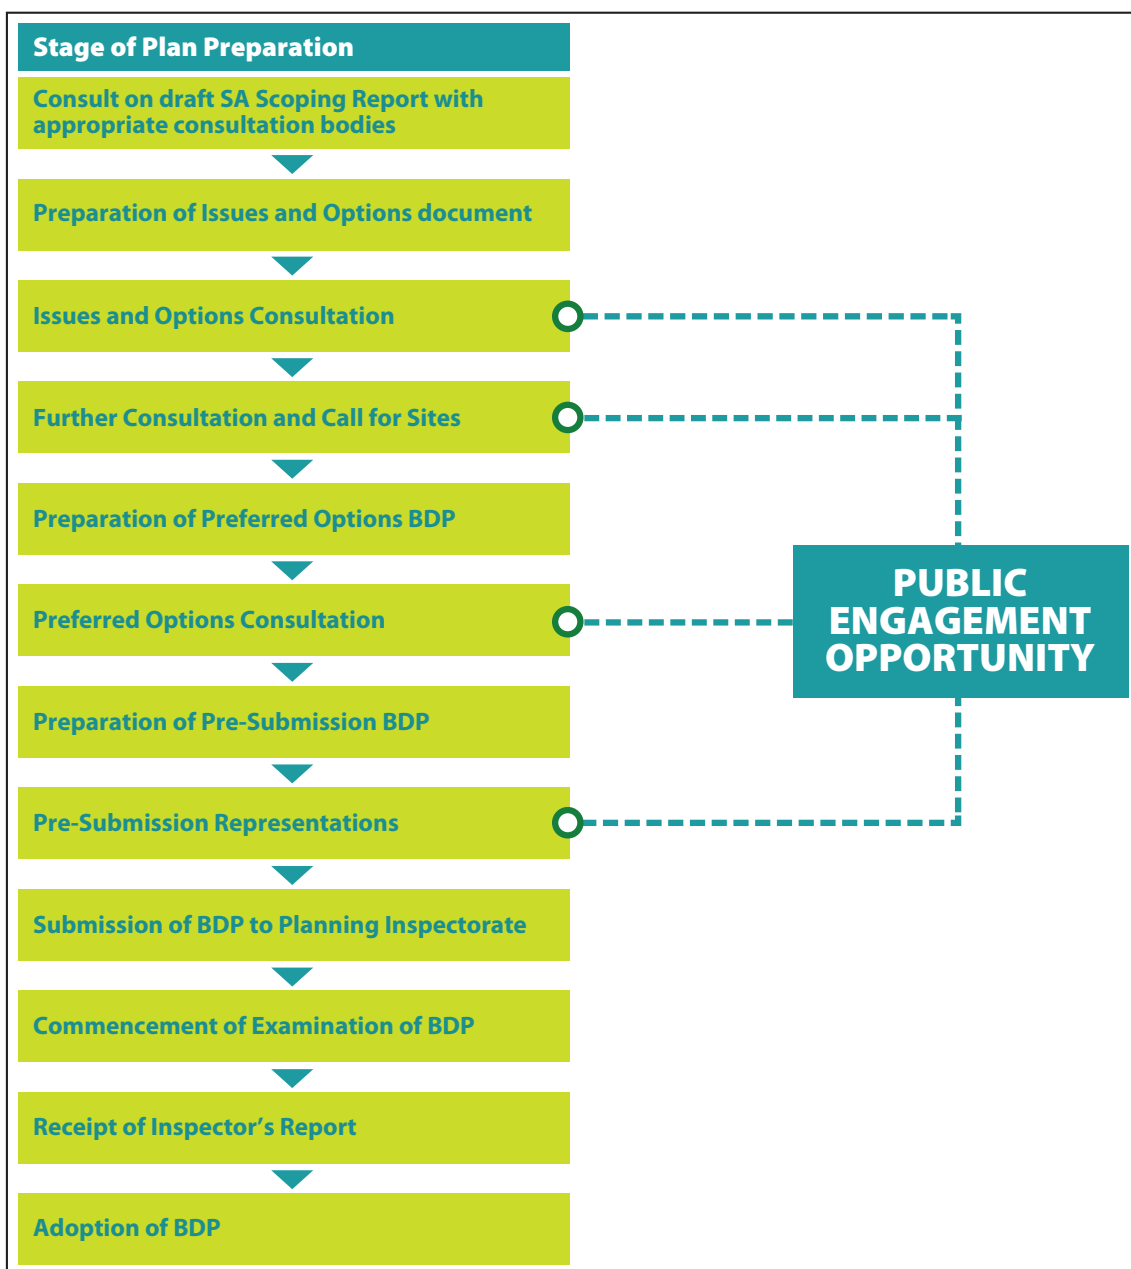 Stage of Plan Preparation
Consult on draft SA Scoping Report with
appropriate consultation bodies
Preparation of Issues and Options document
Issues and Options Consultation
Further Consultation and Call for Sites
Preparation of Preferred Options BDP
Preferred Options Consultation
Preparation of Pre-Submission BDP
Pre-Submission Representations
Submission of BDP to Planning Inspectorate
Commencement of Examination of BDP
Receipt of Inspector’s Report
Adoption of BDP
PUBLIC
ENGAGEMENT
OPPORTUNITY